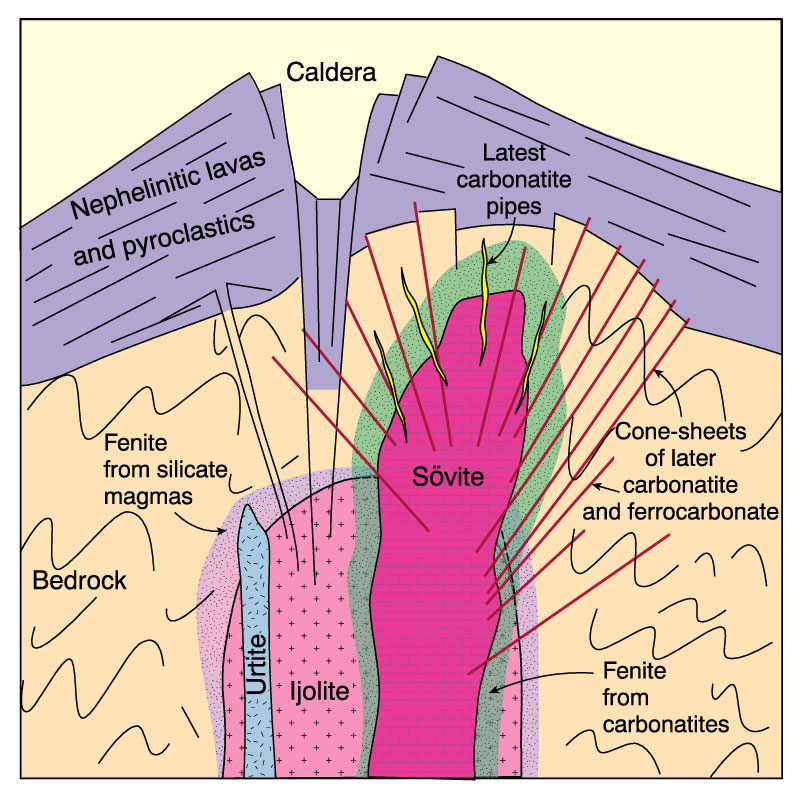 Caldera
Nephelinitic lavas
and pyroclastics
Latest
carbonatite
pipes
Fenite
from silicate
magmas
Sövite
Cone-sheets
of later
carbonatite
and ferrocarbonate
Bedrock
Urtite
Ijolite
Fenite
from
carbonatites